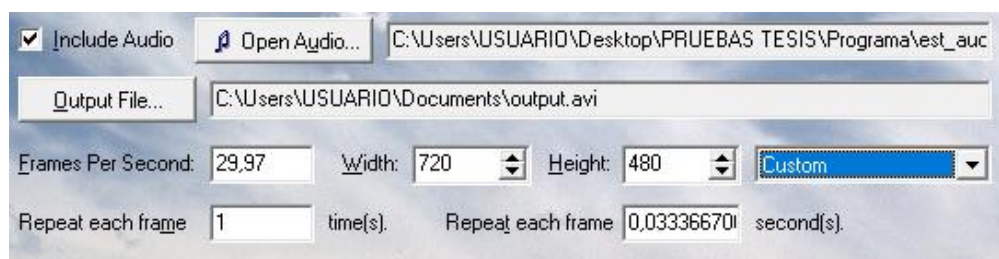 Include Audio Open Audio... C:\Users\USUARIO\Desktop\PRUEBAS TESIS\Programa\est_auc
Output File... C:\Users\USUARIO\Documents\output.avi
Frames Per Second: 29,97 Width: 720 Height: 480 Custom
Repeat each frame 1 time(s). Repeat each frame 0,03336670 second(s).